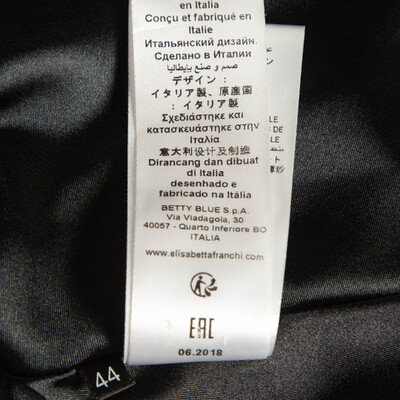 en Italia
Conçu et fabriqué en
Italie
Итальянский дизайн.
Сделано в Италии
صمم و صنع بإيطاليا
デザイン：
イタリア製、原産国
：イタリア製
Σχεδιάστηκε και
κατασκευάστηκε στην
Ιταλία
意大利设计及制造
Dirancang dan dibuat
di Italia
desenhado e
fabricado na Itália
BETTY BLUE S.p.A.
Via Viadagola, 30
40057 - Quarto Inferiore BO
ITALIA
www.elisabettafranchi.com
EAC
06.2018
44